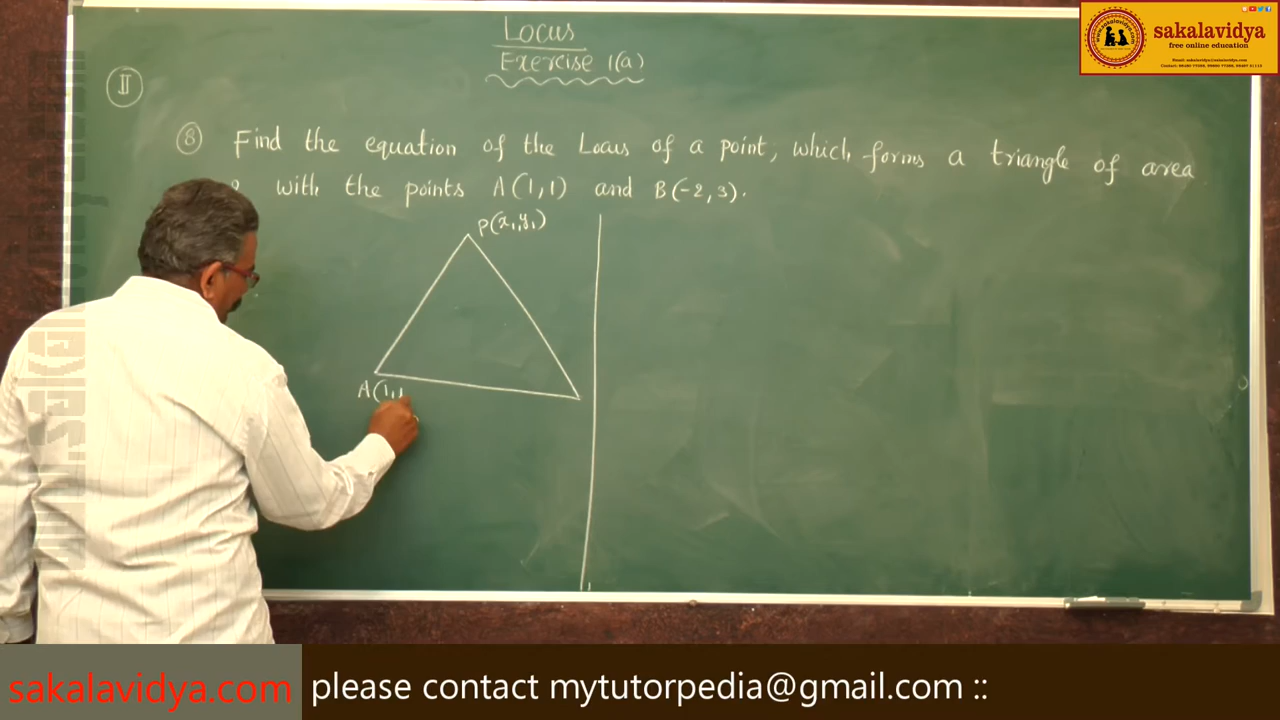 Locus
Exercise 1(a)
II
8 Find the equation of the Locus of a point, which forms a triangle of area
with the points A(1,1) and B(-2,3).
P(x₁,y₁)
A(1,1
sakalavidya
free online education
sakalavidya.com
please contact mytutorpedia@gmail.com ::